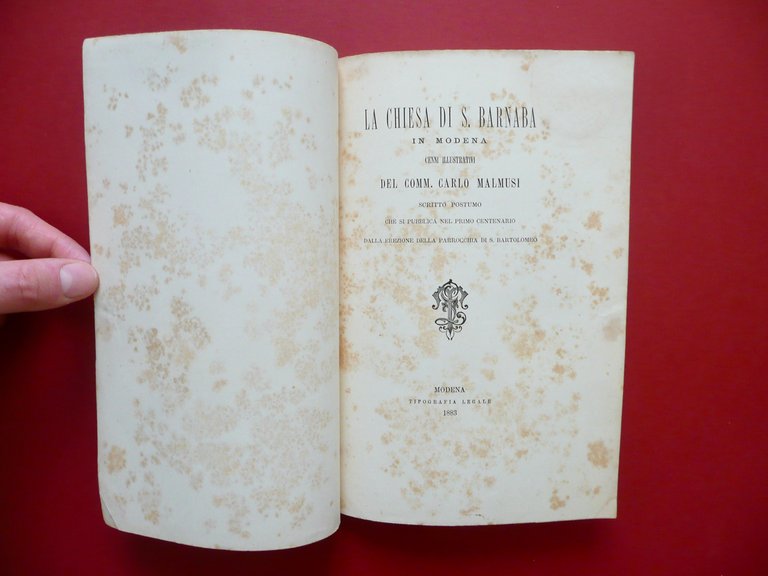 LA CHIESA DI S. BARNABA
IN MODENA
CENNI ILLUSTRATIVI
DEL COMM. CARLO MALMUSI
SCRITTO POSTUMO
CHE SI PUBBLICA NEL PRIMO CENTENARIO
DALLA EREZIONE DELLA PARROCCHIA DI S. BARTOLOMEO
MODENA
TIPOGRAFIA LEGALE
1883